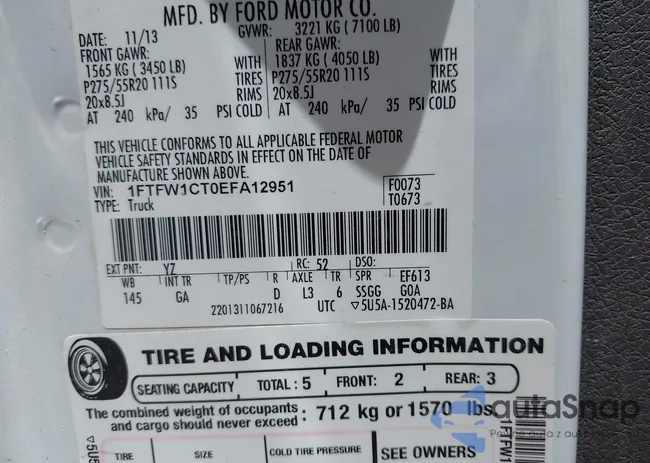 MFD. BY FORD MOTOR CO.
DATE: 11/13 GVWR: 3221 KG (7100 LB)
FRONT GAWR: REAR GAWR:
1565 KG (3450 LB) WITH 1837 KG (4050 LB) WITH
P275/55R20 111S TIRES P275/55R20 111S TIRES
20x8.5J RIMS 20x8.5J RIMS
AT 240 kPa/ 35 PSI COLD AT 240 kPa/ 35 PSI COLD
THIS VEHICLE CONFORMS TO ALL APPLICABLE FEDERAL MOTOR
VEHICLE SAFETY STANDARDS IN EFFECT ON THE DATE OF
MANUFACTURE SHOWN ABOVE.
VIN: 1FTFW1CT0EFA12951 F0073
TYPE: Truck T0673
EXT PNT: YZ RC: 52 DSO:
WB INT TR TP/PS R AXLE TR SPR EF613
145 GA D L3 6 SSGG G0A
2201311067216 UTC ▽5U5A-1520472-BA
TIRE AND LOADING INFORMATION
SEATING CAPACITY TOTAL : 5 FRONT: 2 REAR: 3
The combined weight of occupants
and cargo should never exceed : 712 kg or 1570 lbs
TIRE SIZE COLD TIRE PRESSURE SEE OWNERS
▽5U5
1FTFW1
autoSnap